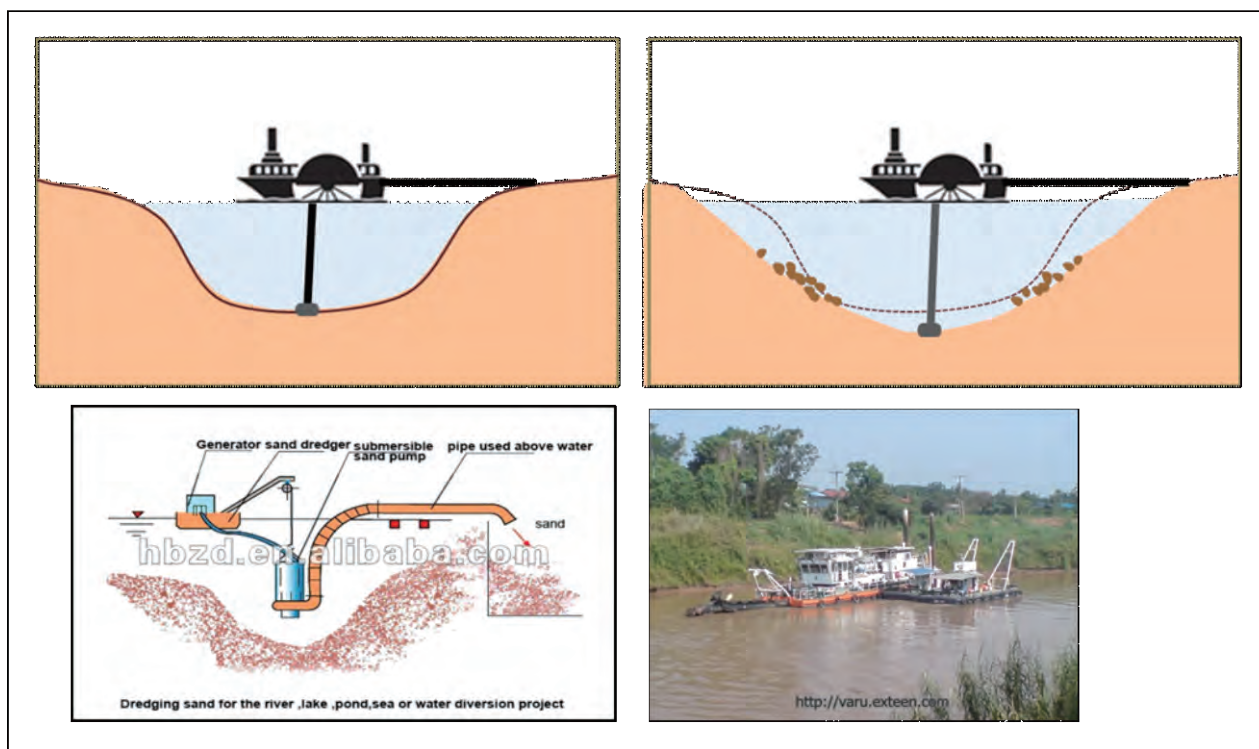 Generator sand dredger
submersible
sand pump
pipe used above water
sand
hbzd.en.alibaba.com
Dredging sand for the river ,lake ,pond,sea or water diversion project
http://varu.exteen.com